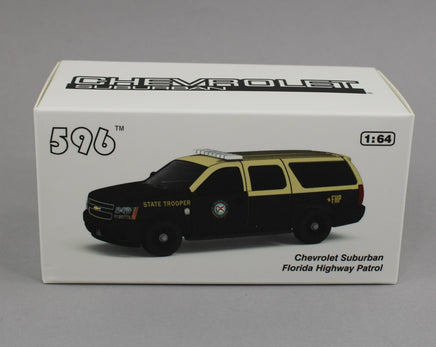 CHEVROLET
SUBURBAN
596™
1:64
STATE TROOPER
+FHP
Chevrolet Suburban
Florida Highway Patrol